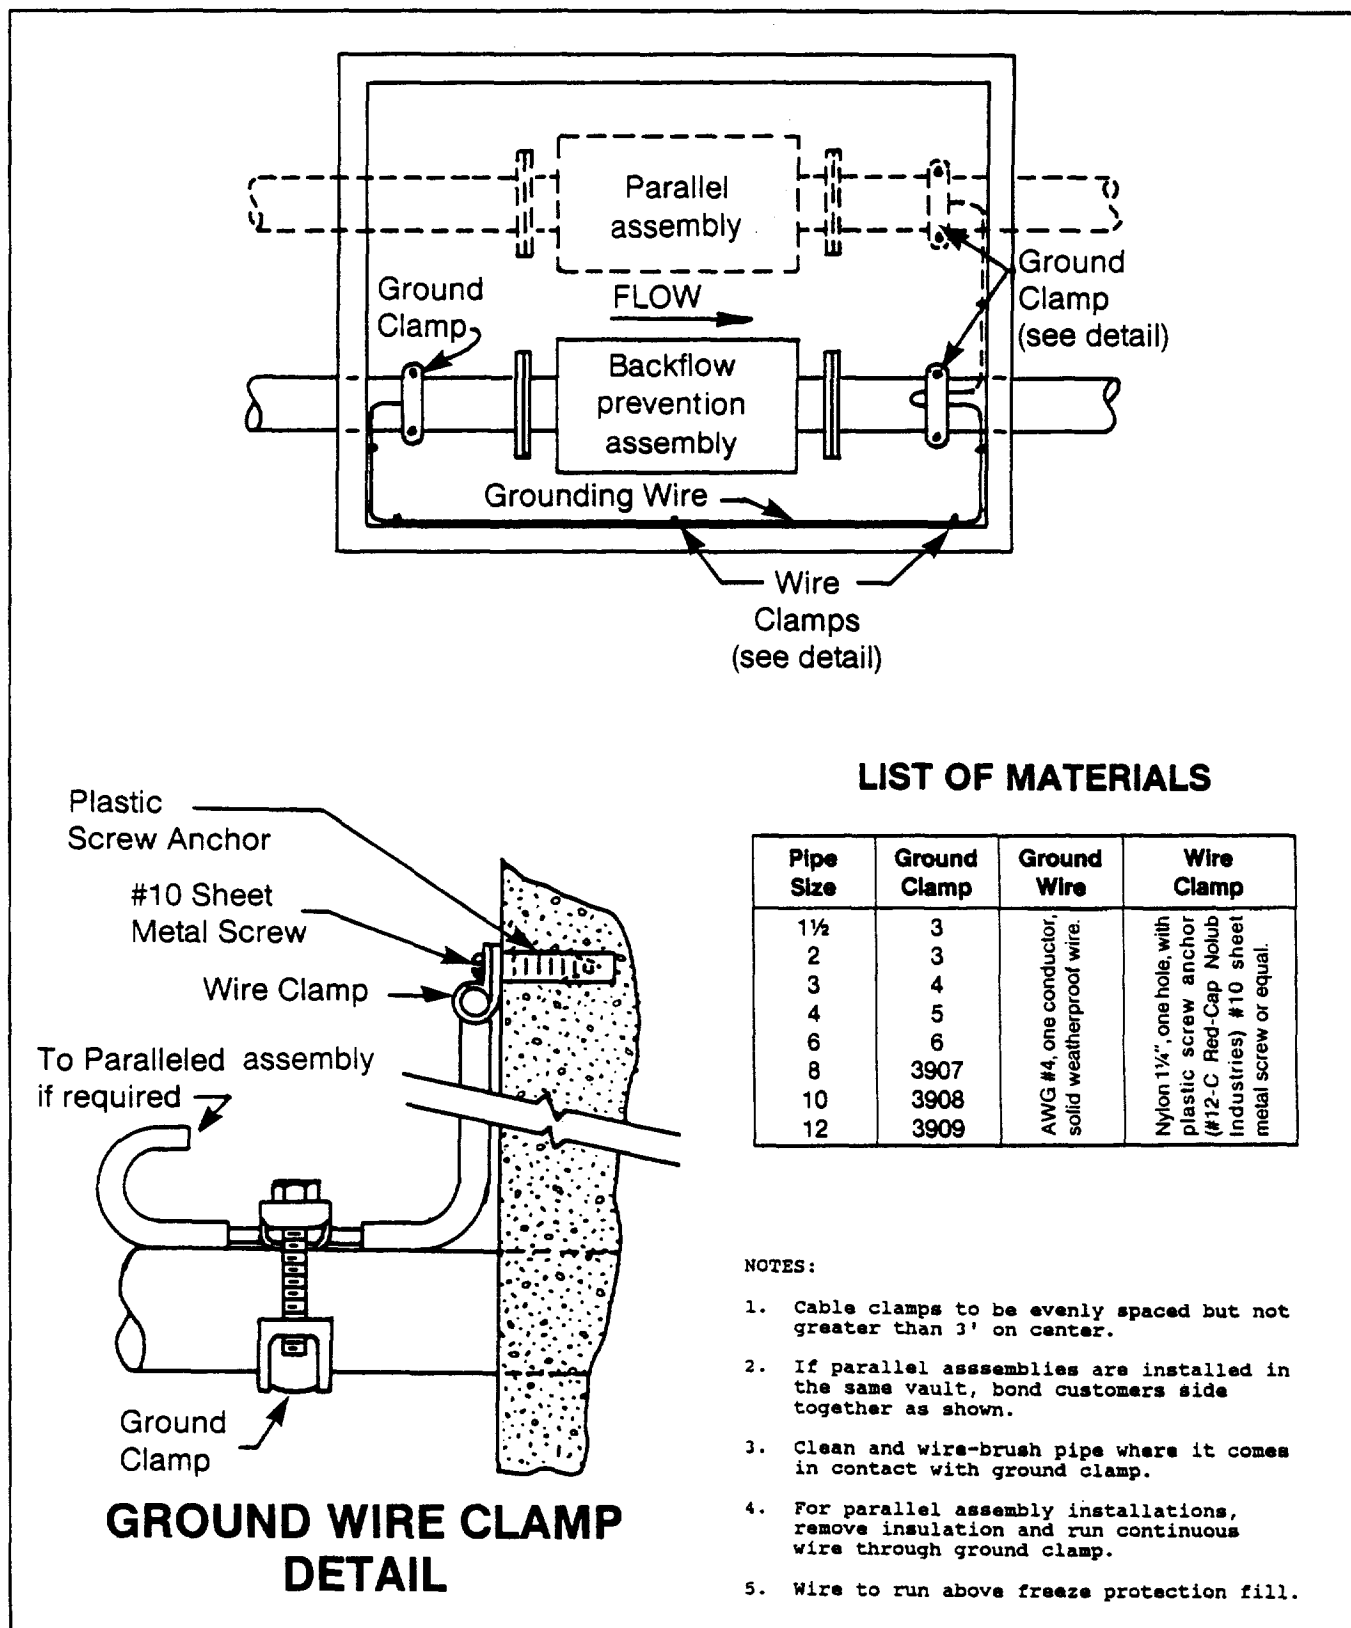 Parallel
assembly
Ground
Clamp
FLOW
Ground
Clamp
(see detail)
Backflow
prevention
assembly
Grounding Wire
Wire
Clamps
(see detail)
LIST OF MATERIALS
Plastic
Screw Anchor
#10 Sheet
Metal Screw
Wire Clamp
To Paralleled assembly
if required
Ground
Clamp
GROUND WIRE CLAMP
DETAIL
Pipe Size Ground Clamp Ground Wire Wire Clamp
1½ 3
2 3
3 4
4 5
6 6
8 3907
10 3908
12 3909
AWG #4, one conductor,
solid weatherproof wire.
Nylon 1¼", one hole, with
plastic screw anchor
(#12-C Red-Cap Nolub
Industries) #10 sheet
metal screw or equal.
NOTES:
1. Cable clamps to be evenly spaced but not
greater than 3' on center.
2. If parallel asssemblies are installed in
the same vault, bond customers side
together as shown.
3. Clean and wire-brush pipe where it comes
in contact with ground clamp.
4. For parallel assembly installations,
remove insulation and run continuous
wire through ground clamp.
5. Wire to run above freeze protection fill.